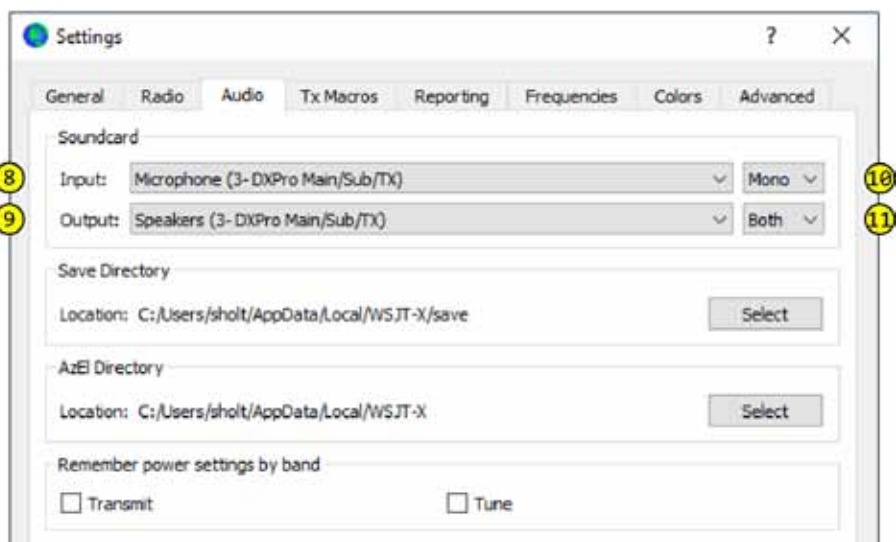 Settings ? X
General Radio Audio Tx Macros Reporting Frequencies Colors Advanced
Soundcard
8 Input: Microphone (3- DXPro Main/Sub/TX) Mono 10
9 Output: Speakers (3- DXPro Main/Sub/TX) Both 11
Save Directory
Location: C:/Users/sholt/AppData/Local/WSJT-X/save Select
AzEl Directory
Location: C:/Users/sholt/AppData/Local/WSJT-X Select
Remember power settings by band
Transmit Tune